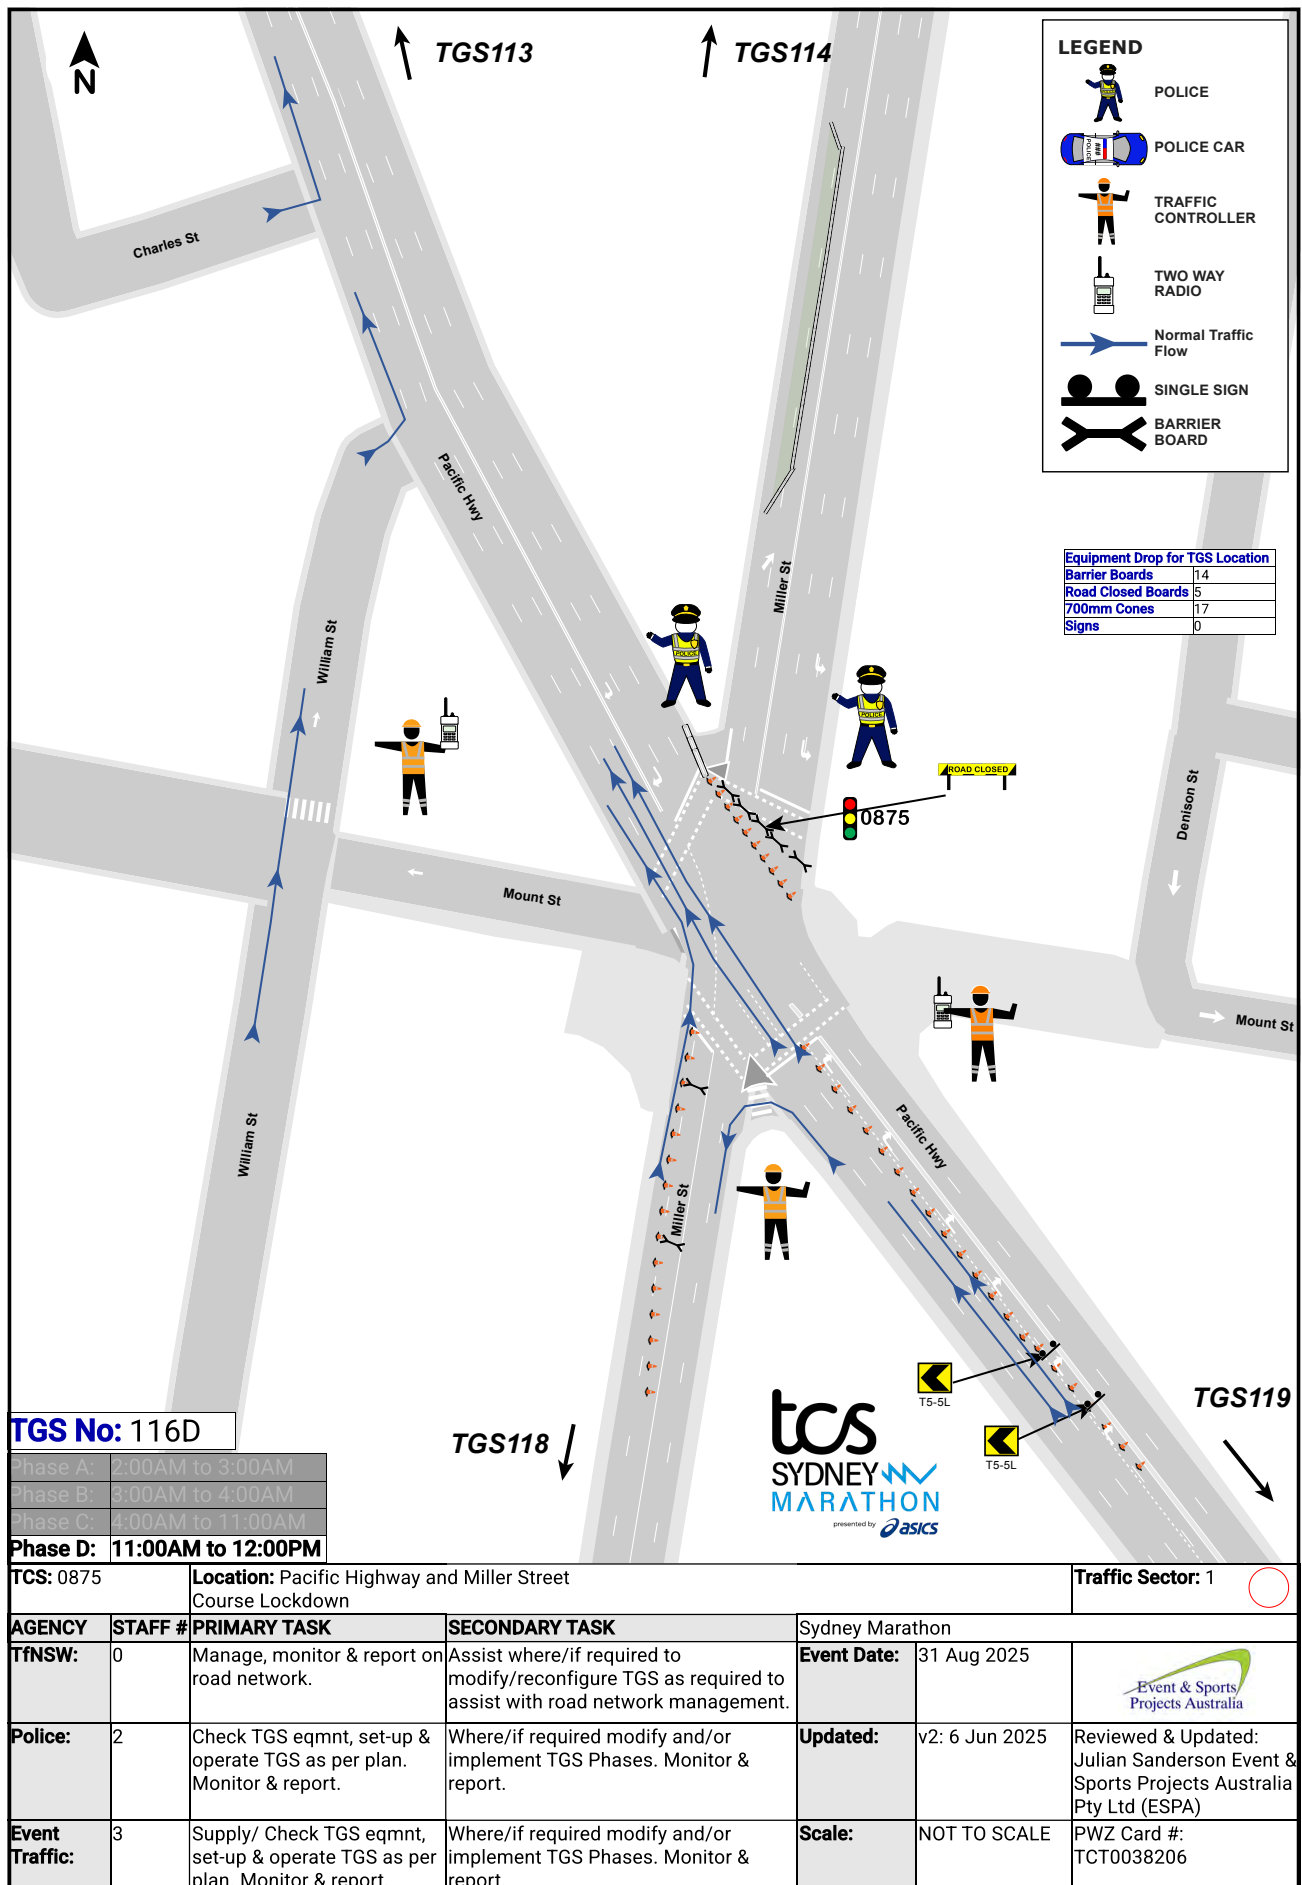 N
TGS113
TGS114
LEGEND
POLICE
POLICE
###
POLICE CAR
TRAFFIC
CONTROLLER
TWO WAY
RADIO
Normal Traffic
Flow
SINGLE SIGN
BARRIER
BOARD
Charles St
Pacific Hwy
Miller St
William St
Equipment Drop for TGS Location
Barrier Boards 14
Road Closed Boards 5
700mm Cones 17
Signs 0
POLICE
POLICE
ROAD CLOSED
0875
Denison St
Mount St
Mount St
Pacific Hwy
William St
Miller St
T5-5L
T5-5L
TGS118
TGS119
tcs
SYDNEY
MARATHON
presented by asics
TGS No: 116D
Phase A: 2:00AM to 3:00AM
Phase B: 3:00AM to 4:00AM
Phase C: 4:00AM to 11:00AM
Phase D: 11:00AM to 12:00PM
TCS: 0875
Location: Pacific Highway and Miller Street
Course Lockdown
Traffic Sector: 1
AGENCY STAFF # PRIMARY TASK SECONDARY TASK Sydney Marathon
TfNSW: 0
Manage, monitor & report on
road network.
Assist where/if required to
modify/reconfigure TGS as required to
assist with road network management.
Event Date: 31 Aug 2025
Event & Sports
Projects Australia
Police: 2
Check TGS eqmnt, set-up &
operate TGS as per plan.
Monitor & report.
Where/if required modify and/or
implement TGS Phases. Monitor &
report.
Updated: v2: 6 Jun 2025
Reviewed & Updated:
Julian Sanderson Event &
Sports Projects Australia
Pty Ltd (ESPA)
Event
Traffic:
3
Supply/ Check TGS eqmnt,
set-up & operate TGS as per
plan. Monitor & report
Where/if required modify and/or
implement TGS Phases. Monitor &
report
Scale: NOT TO SCALE
PWZ Card #:
TCT0038206